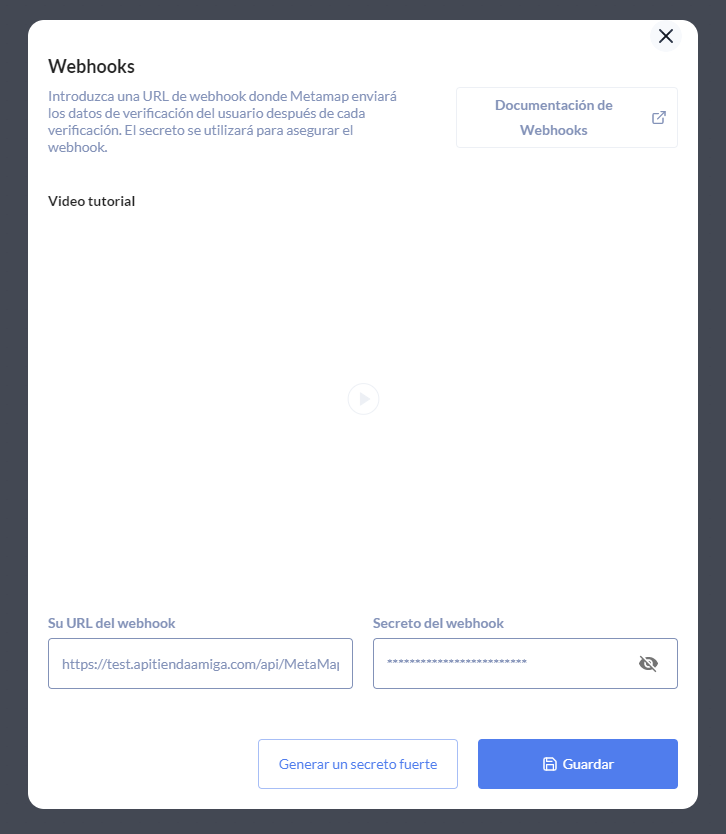 Webhooks
Introduzca una URL de webhook donde Metamap enviará
los datos de verificación del usuario después de cada
verificación. El secreto se utilizará para asegurar el
webhook.
Documentación de
Webhooks
Video tutorial
Su URL del webhook
Secreto del webhook
https://test.apitiendaamiga.com/api/MetaMap
*************************
Generar un secreto fuerte
Guardar